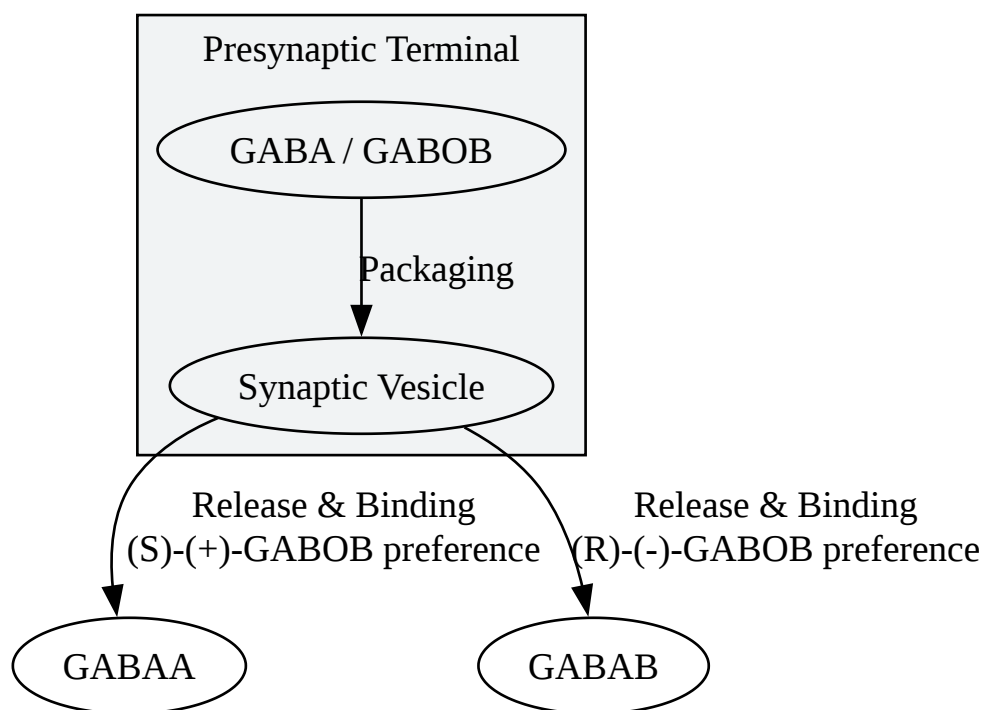 Presynaptic Terminal
GABA / GABOB
Packaging
Synaptic Vesicle
Release & Binding
(S)-(+)-GABOB preference
Release & Binding
(R)-(-)-GABOB preference
GABAA
GABAB